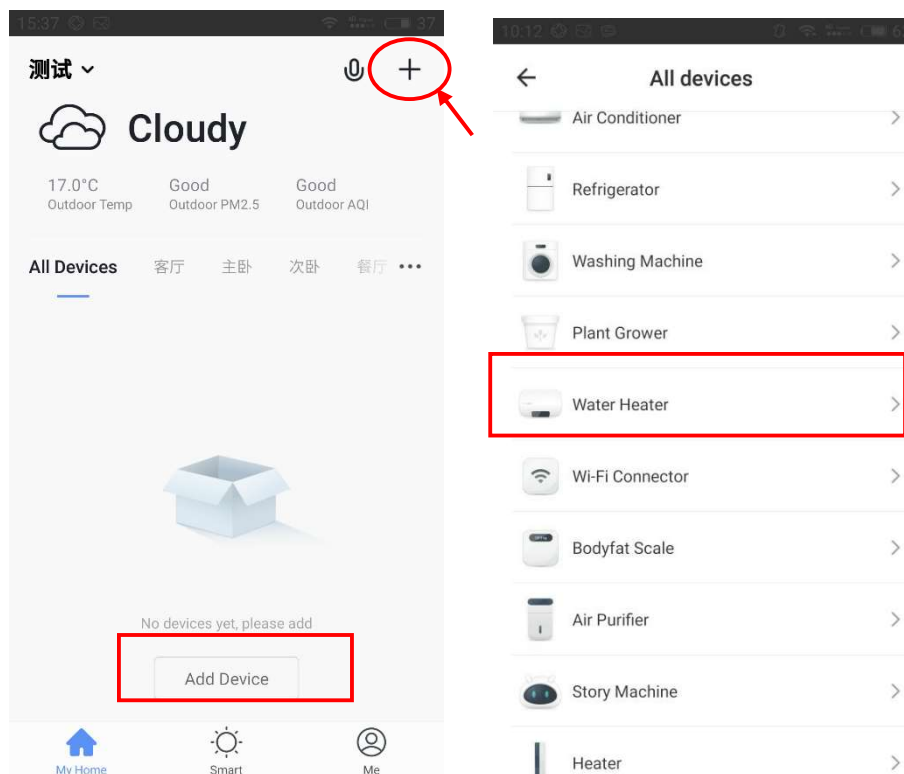 15:37
37
测试
Cloudy
17.0°C
Good
Good
Outdoor Temp
Outdoor PM2.5
Outdoor AQI
All Devices
客厅
主卧
次卧
餐厅
No devices yet, please add
Add Device
My Home
Smart
Me
10:12
All devices
Air Conditioner
Refrigerator
Washing Machine
Plant Grower
Water Heater
Wi-Fi Connector
Bodyfat Scale
Air Purifier
Story Machine
Heater